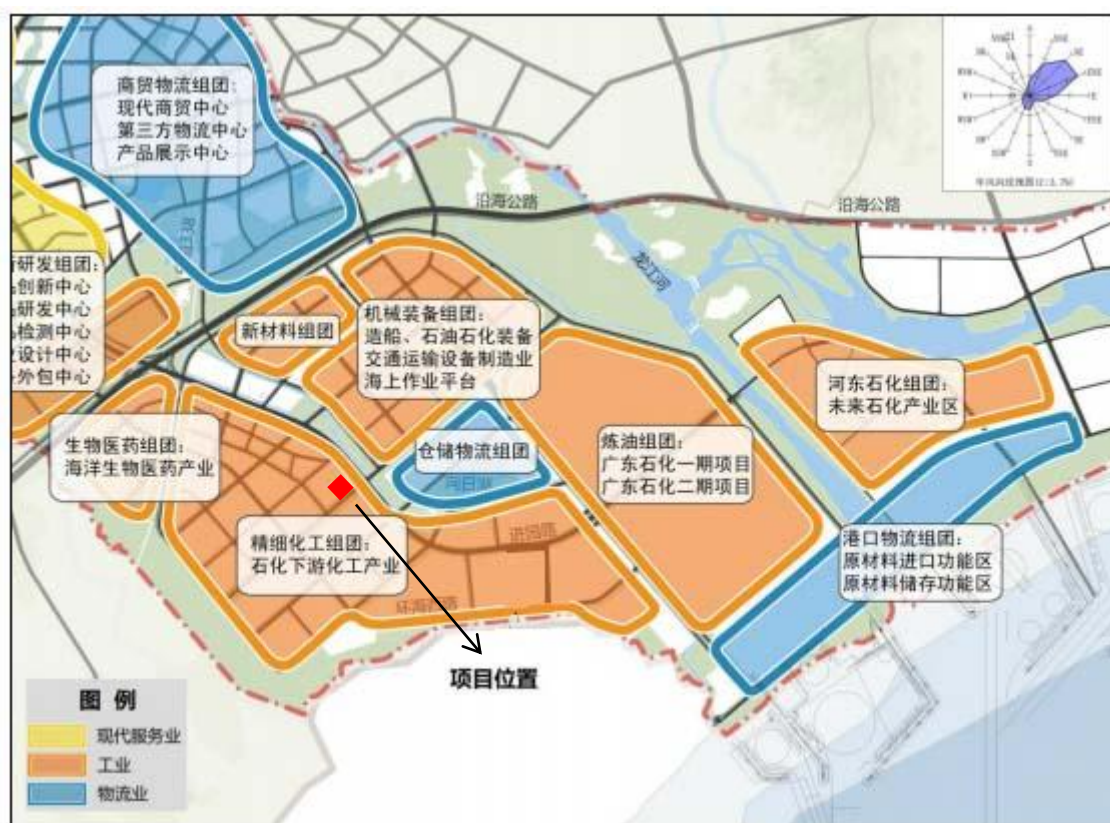 商贸物流组团:
现代商贸中心
第三方物流中心
产品展示中心
年风向玫瑰图
沿海公路
沿海公路
龙江河
研发组团:
创新中心
研发中心
检测中心
设计中心
外包中心
新材料组团
机械装备组团:
造船、石油石化装备
交通运输设备制造业
海上作业平台
河东石化组团:
未来石化产业区
生物医药组团:
海洋生物医药产业
仓储物流组团
炼油组团:
广东石化一期项目
广东石化二期项目
精细化工组团:
石化下游化工产业
港口物流组团:
原材料进口功能区
原材料储存功能区
项目位置
图 例
现代服务业
工业
物流业